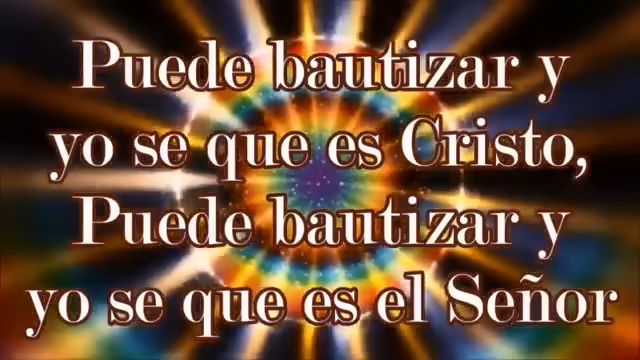 Puede bautizar y
yo se que es Cristo,
Puede bautizar y
yo se que es el Señor